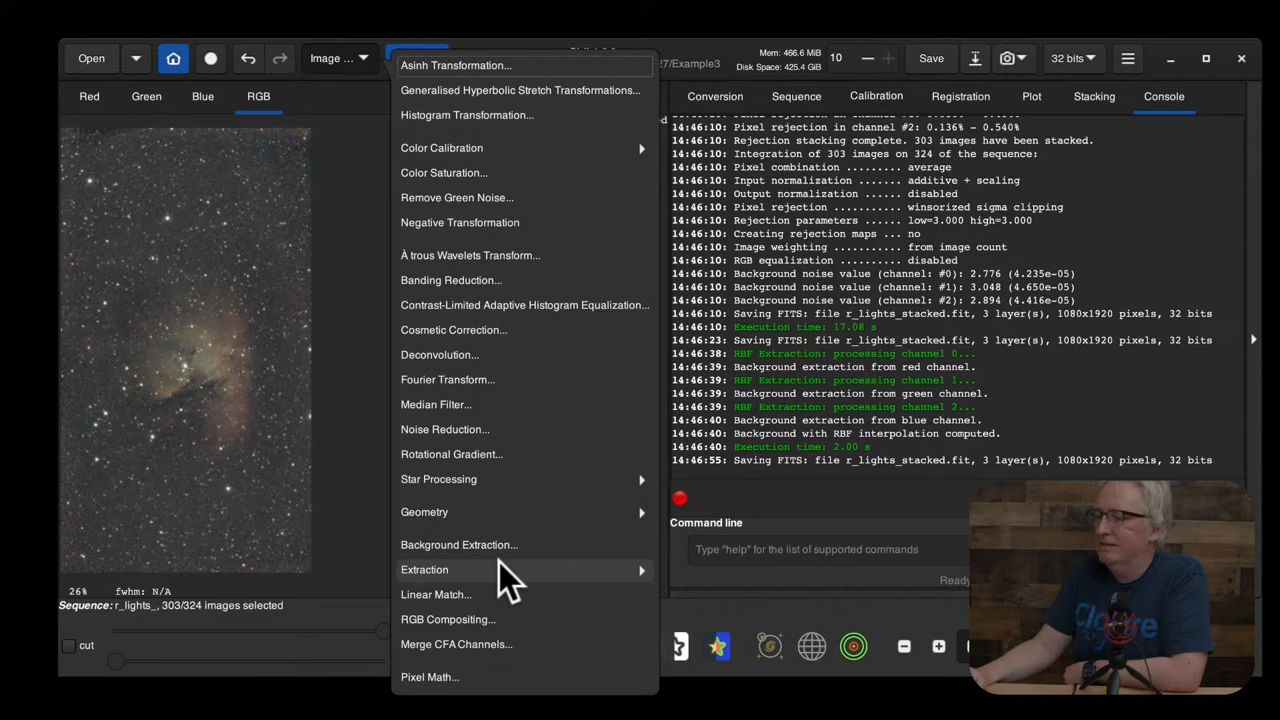 Open
Image ...
Mem: 466.6 MiB
Disk Space: 425.4 GiB
27/Example3
10
Save
32 bits
Red
Green
Blue
RGB
Asinh Transformation...
Generalised Hyperbolic Stretch Transformations...
Histogram Transformation...
Color Calibration
Color Saturation...
Remove Green Noise...
Negative Transformation
À trous Wavelets Transform...
Banding Reduction...
Contrast-Limited Adaptive Histogram Equalization...
Cosmetic Correction...
Deconvolution...
Fourier Transform...
Median Filter...
Noise Reduction...
Rotational Gradient...
Star Processing
Geometry
Background Extraction...
Extraction
Linear Match...
RGB Compositing...
Merge CFA Channels...
Pixel Math...
26% fwhm: N/A
Sequence: r_lights_, 303/324 images selected
cut
Conversion
Sequence
Calibration
Registration
Plot
Stacking
Console
14:46:10: Pixel rejection in channel #2: 0.136% - 0.540%
14:46:10: Rejection stacking complete. 303 images have been stacked.
14:46:10: Integration of 303 images on 324 of the sequence:
14:46:10: Pixel combination ......... average
14:46:10: Input normalization ....... additive + scaling
14:46:10: Output normalization ...... disabled
14:46:10: Pixel rejection ........... winsorized sigma clipping
14:46:10: Rejection parameters ...... low=3.000 high=3.000
14:46:10: Creating rejection maps ... no
14:46:10: Image weighting .......... from image count
14:46:10: RGB equalization .......... disabled
14:46:10: Background noise value (channel: #0): 2.776 (4.235e-05)
14:46:10: Background noise value (channel: #1): 3.048 (4.650e-05)
14:46:10: Background noise value (channel: #2): 2.894 (4.416e-05)
14:46:10: Saving FITS: file r_lights_stacked.fit, 3 layer(s), 1080x1920 pixels, 32 bits
14:46:10: Execution time: 17.08 s
14:46:23: Saving FITS: file r_lights_stacked.fit, 3 layer(s), 1080x1920 pixels, 32 bits
14:46:38: RBF Extraction: processing channel 0...
14:46:39: Background extraction from red channel.
14:46:39: RBF Extraction: processing channel 1...
14:46:39: Background extraction from green channel.
14:46:39: RBF Extraction: processing channel 2...
14:46:40: Background extraction from blue channel.
14:46:40: Background with RBF interpolation computed.
14:46:40: Execution time: 2.00 s
14:46:55: Saving FITS: file r_lights_stacked.fit, 3 layer(s), 1080x1920 pixels, 32 bits
Command line
Type "help" for the list of supported commands